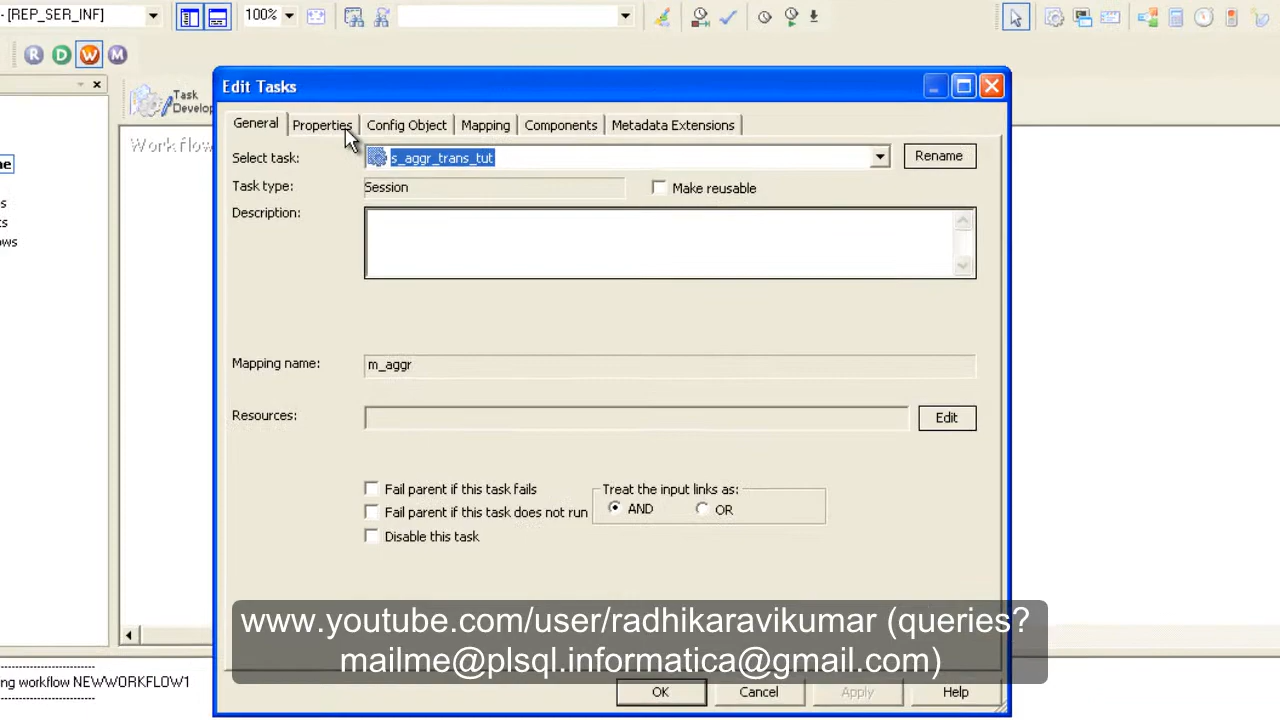 - [REP_SER_INF]
100%
R D W M
Task
Develop
Workflow
ne
s
ts
ows
Edit Tasks
General Properties Config Object Mapping Components Metadata Extensions
Select task: s_aggr_trans_tut Rename
Task type: Session Make reusable
Description:
Mapping name: m_aggr
Resources: Edit
Fail parent if this task fails
Fail parent if this task does not run
Disable this task
Treat the input links as:
AND OR
www.youtube.com/user/radhikaravikumar (queries?
mailme@plsql.informatica@gmail.com)
ng workflow NEWWORKFLOW1
OK Cancel Apply Help